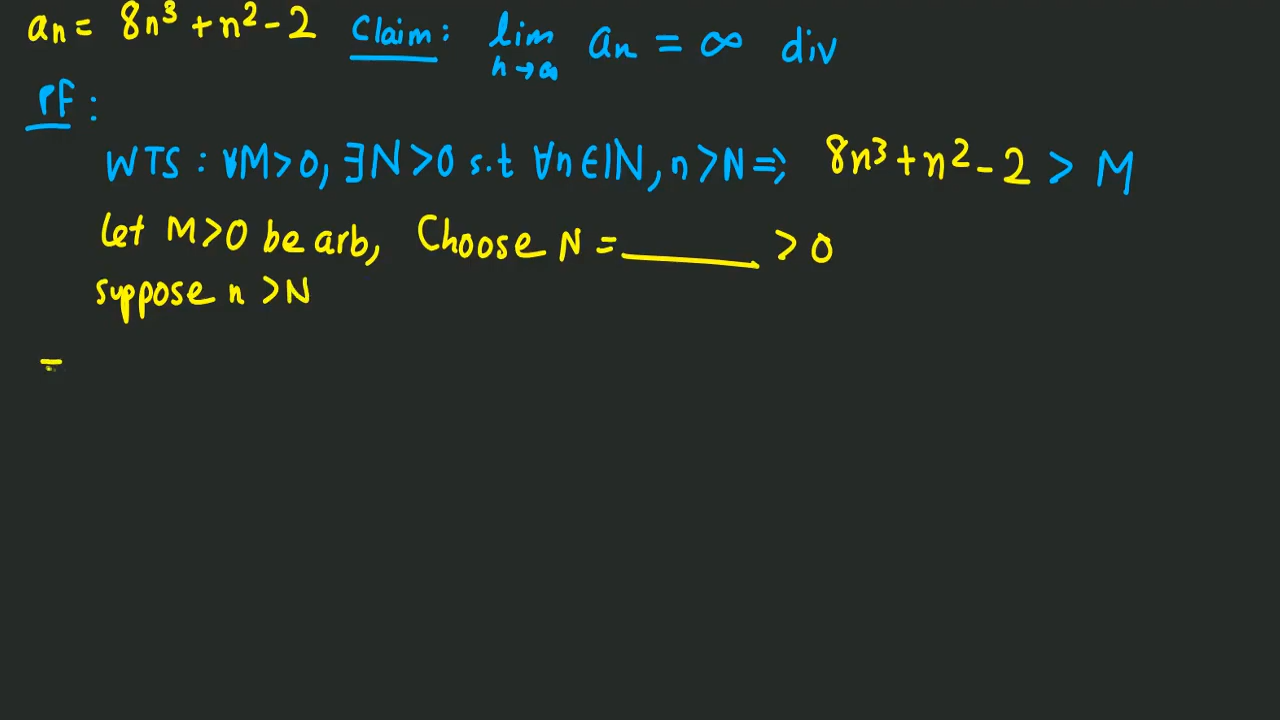 an = 8n³ + n² - 2 Claim: lim n→∞ an = ∞ div
Pf:
WTS: ∀M>0, ∃N>0 s.t ∀n∈ℕ, n>N ⇒ 8n³+n²-2 > M
let M>0 be arb, Choose N = ______ > 0
suppose n > N